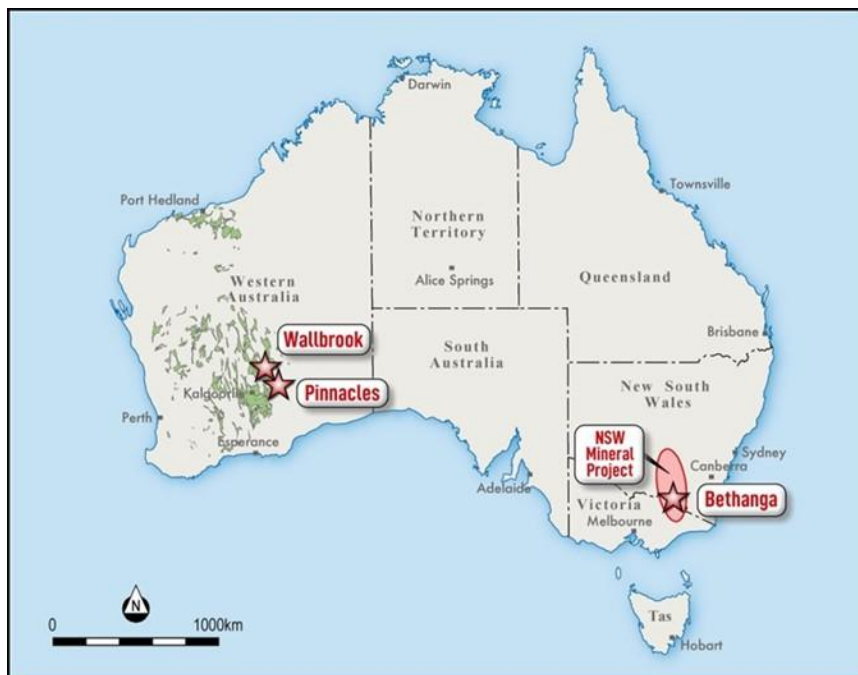 Darwin
Port Hedland
Townsville
Northern
Territory
Western
Australia
Alice Springs
Queensland
Wallbrook
South
Australia
Brisbane
Kalgoorlie
Pinnacles
New South
Wales
Perth
Esperance
NSW
Mineral
Project
Sydney
Canberra
Adelaide
Victoria
Bethanga
Melbourne
Tas
Hobart
N
0
1000km